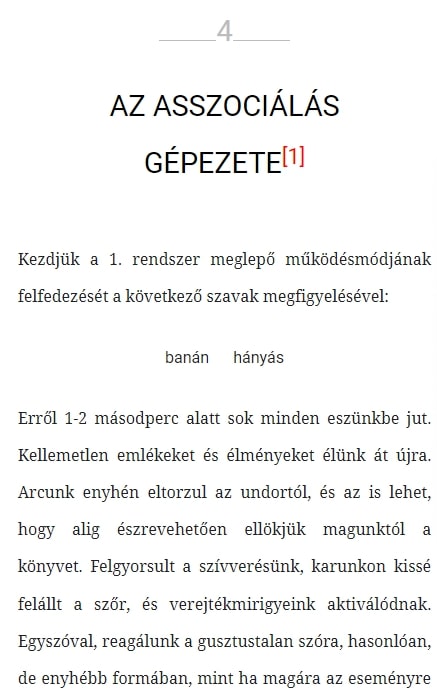 4
AZ ASSZOCIÁLÁS
GÉPEZETE[1]
Kezdjük a 1. rendszer meglepő működésmódjának
felfedezését a következő szavak megfigyelésével:
banán hányás
Erről 1-2 másodperc alatt sok minden eszünkbe jut.
Kellemetlen emlékeket és élményeket élünk át újra.
Arcunk enyhén eltorzul az undortól, és az is lehet,
hogy alig észrevehetően ellökjük magunktól a
könyvet. Felgyorsult a szívverésünk, karunkon kissé
felállt a szőr, és verejtékmirigyeink aktiválódnak.
Egyszóval, reagálunk a gusztustalan szóra, hasonlóan,
de enyhébb formában, mint ha magára az eseményre